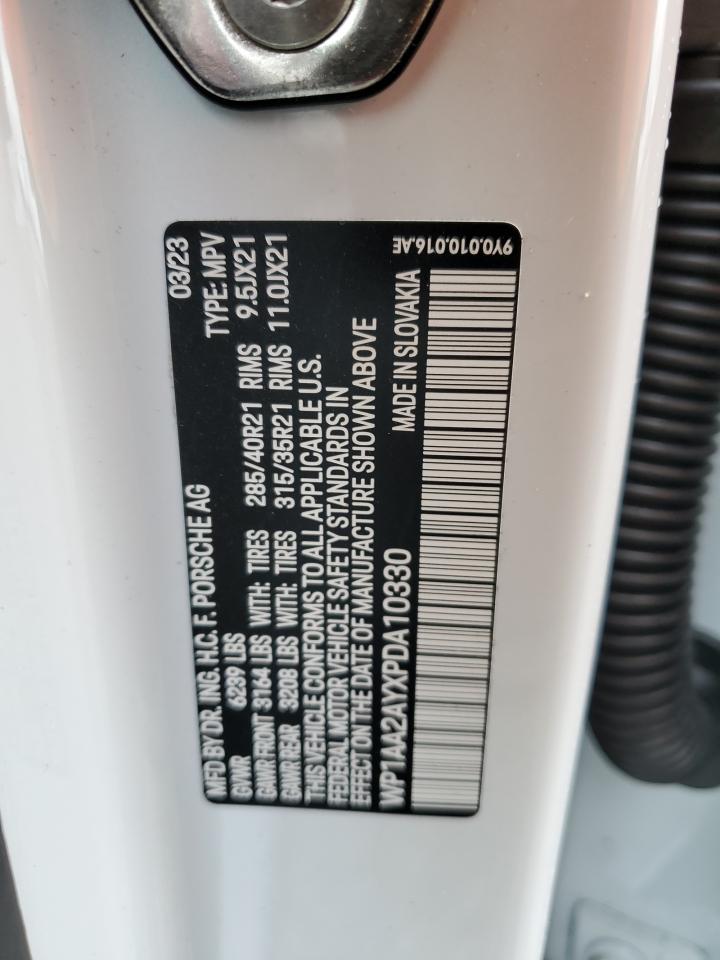 MFD BY DR. ING. H.C. F. PORSCHE AG 03/23
GVWR 6239 LBS TYPE: MPV
GAWR FRONT 3164 LBS WITH: TIRES 285/40R21 RIMS 9.5JX21
GAWR REAR 3208 LBS WITH: TIRES 315/35R21 RIMS 11.0JX21
THIS VEHICLE CONFORMS TO ALL APPLICABLE U.S.
FEDERAL MOTOR VEHICLE SAFETY STANDARDS IN
EFFECT ON THE DATE OF MANUFACTURE SHOWN ABOVE
WP1AA2AYXPDA10330 MADE IN SLOVAKIA
9Y0.010.016.AE